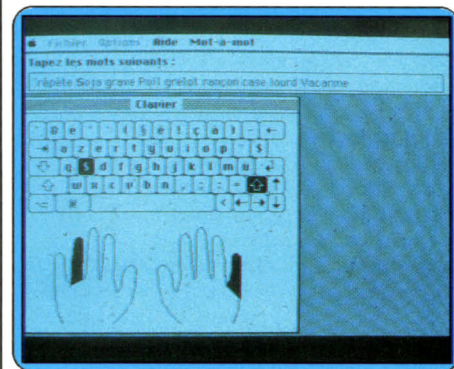 Fichier Options Aide Mot-a-mot
Tapez les mots suivants :
répète Soja grave Poil grelot rançon case lourd Vacarme
Clavier
a z e r t y u i o p ^ $
q s d f g h j k l m ù
w x c v b n , ; : =